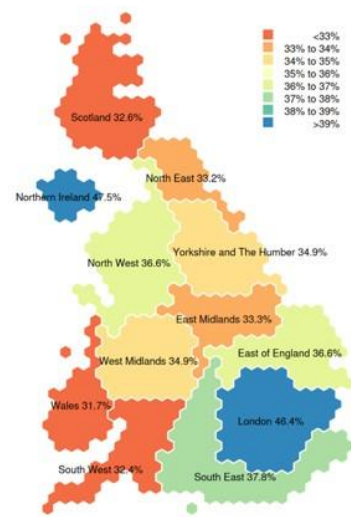 <33%
33% to 34%
34% to 35%
35% to 36%
36% to 37%
37% to 38%
38% to 39%
>39%
Scotland 32.6%
North East 33.2%
Northern Ireland 47.5%
Yorkshire and The Humber 34.9%
North West 36.6%
East Midlands 33.3%
East of England 36.6%
West Midlands 34.9%
Wales 31.7%
London 46.4%
South West 32.4%
South East 37.8%